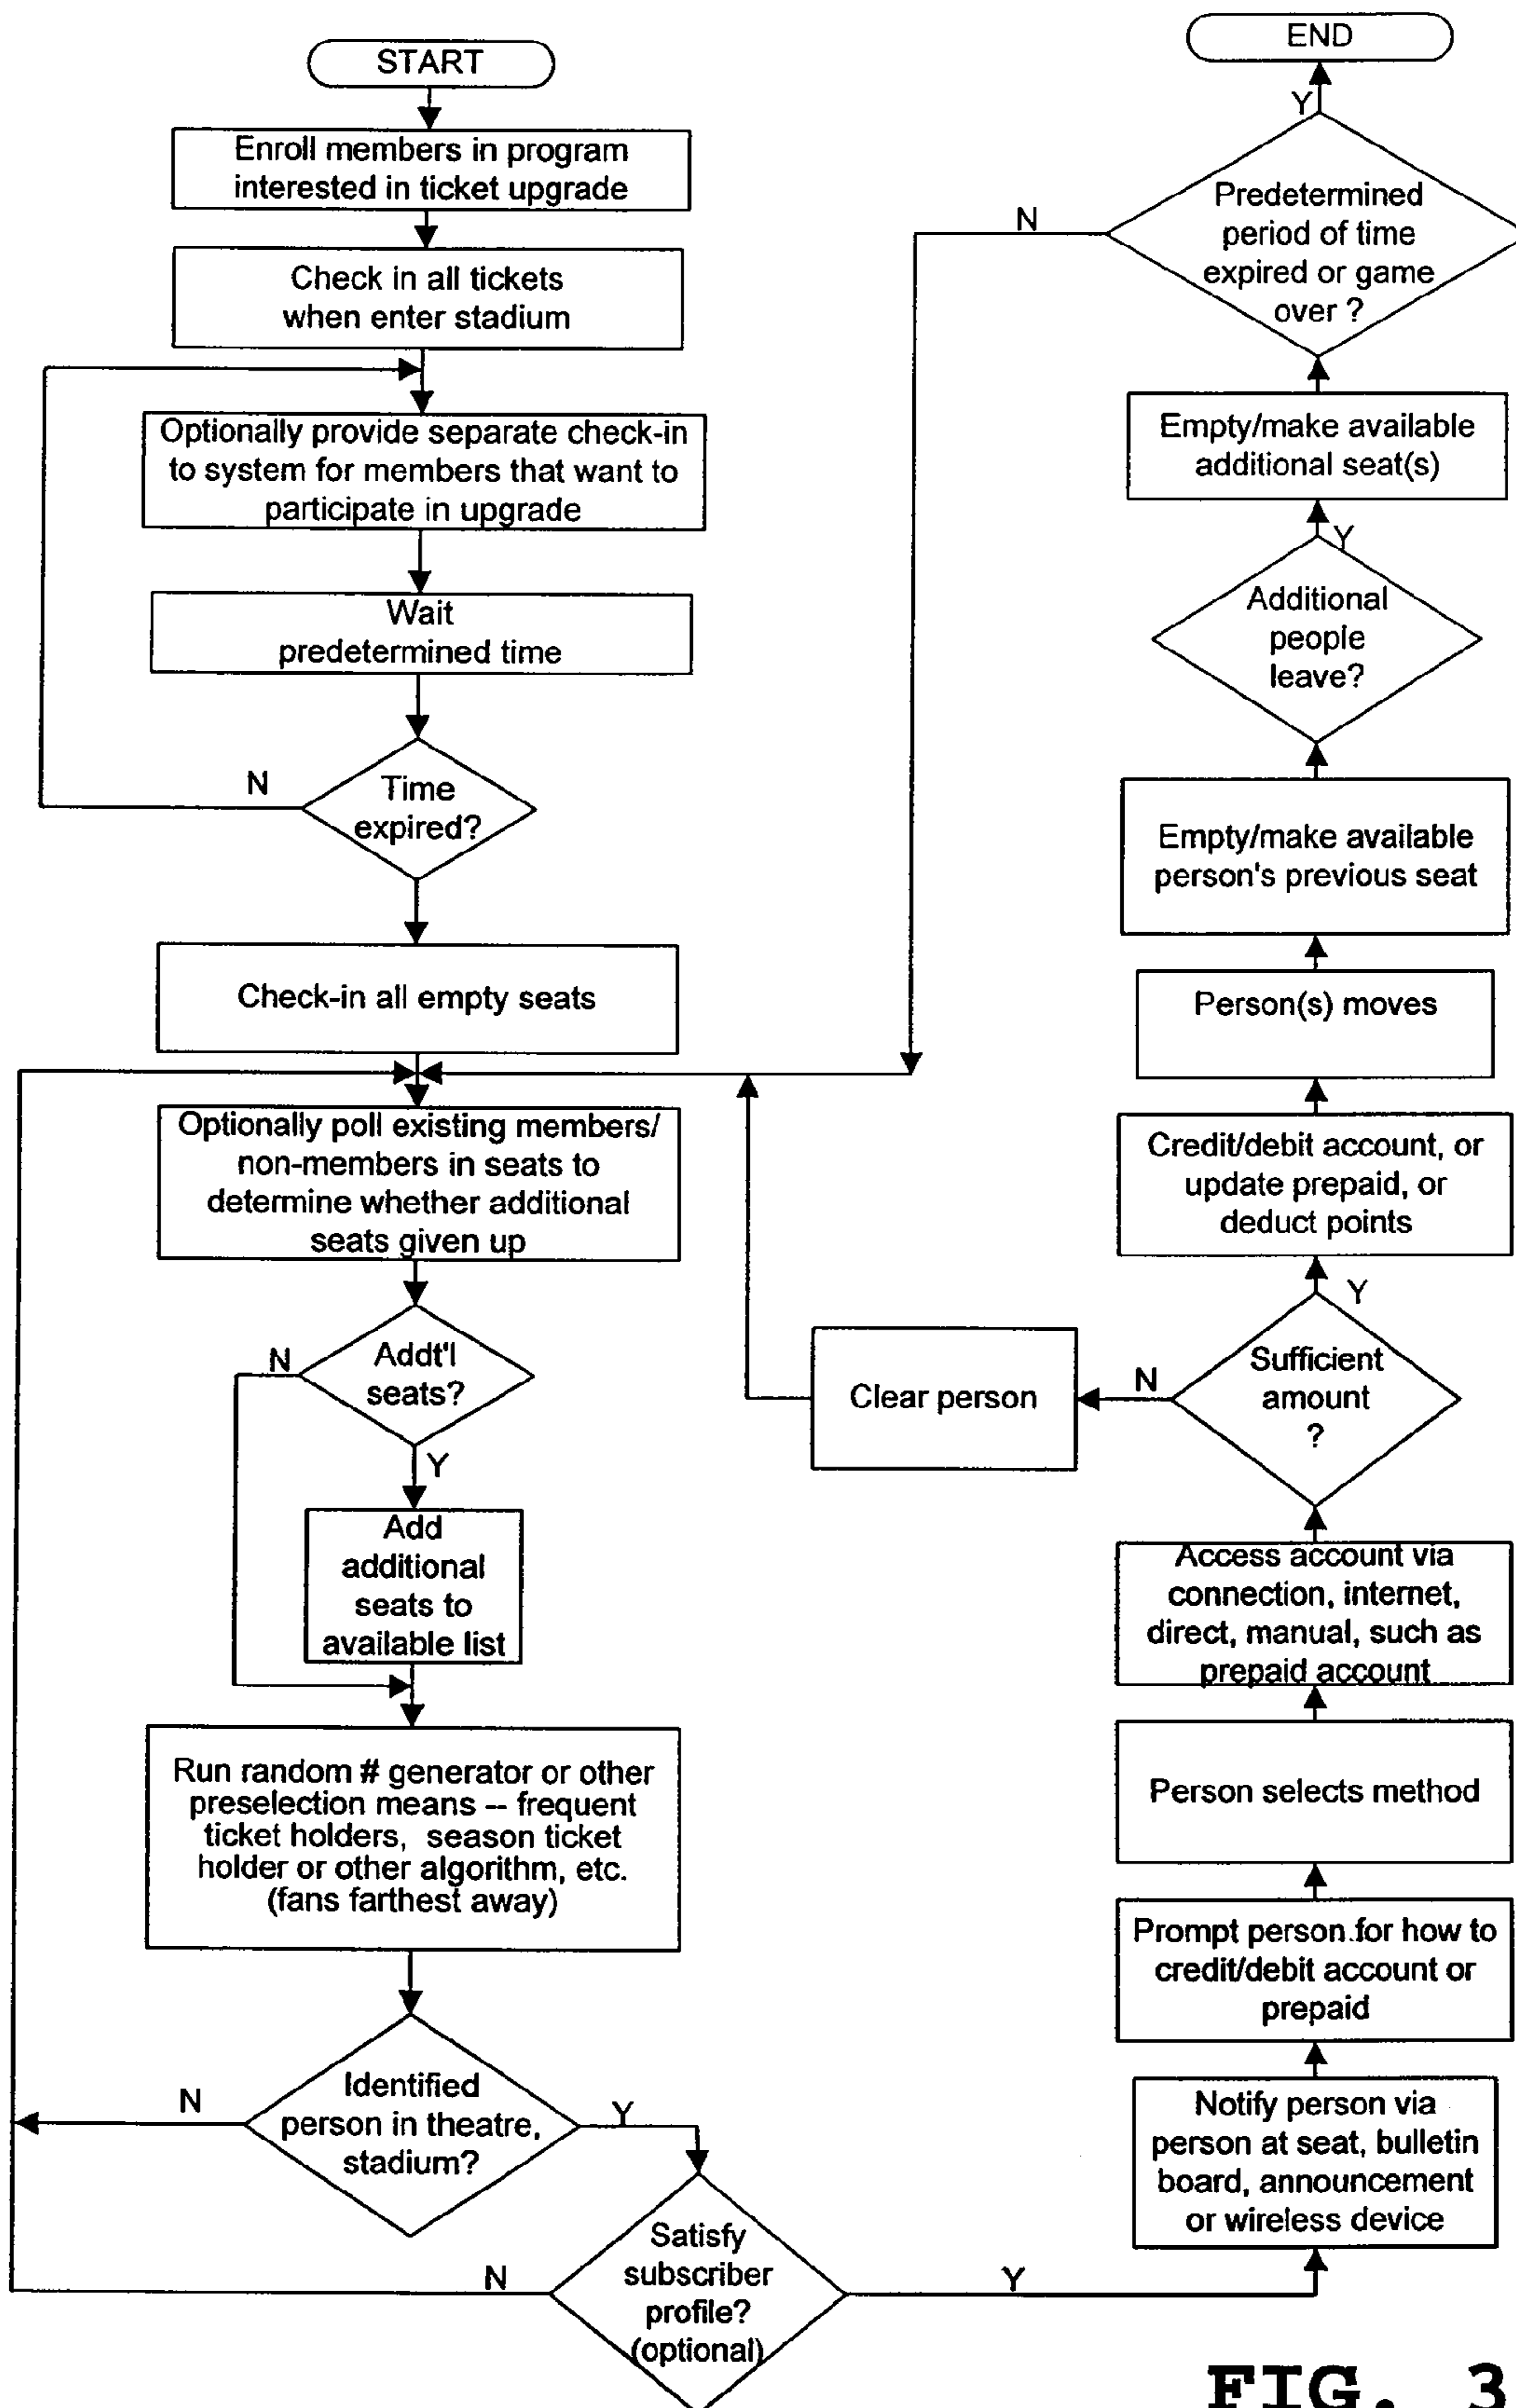 START
Enroll members in program
interested in ticket upgrade
Check in all tickets
when enter stadium
Optionally provide separate check-in
to system for members that want to
participate in upgrade
Wait
predetermined time
N
Time
expired?
Check-in all empty seats
Optionally poll existing members/
non-members in seats to
determine whether additional
seats given up
N
Addt'l
seats?
Y
Add
additional
seats to
available list
Run random # generator or other
preselection means -- frequent
ticket holders, season ticket
holder or other algorithm, etc.
(fans farthest away)
N
Identified
person in theatre,
stadium?
Y
N
Satisfy
subscriber
profile?
(optional)
Y
Notify person via
person at seat, bulletin
board, announcement
or wireless device
Prompt person for how to
credit/debit account or
prepaid
Person selects method
Access account via
connection, internet,
direct, manual, such as
prepaid account
Sufficient
amount
?
N
Clear person
Y
Credit/debit account, or
update prepaid, or
deduct points
Person(s) moves
Empty/make available
person's previous seat
Additional
people
leave?
Y
Empty/make available
additional seat(s)
Predetermined
period of time
expired or game
over ?
N
Y
END
FIG. 3